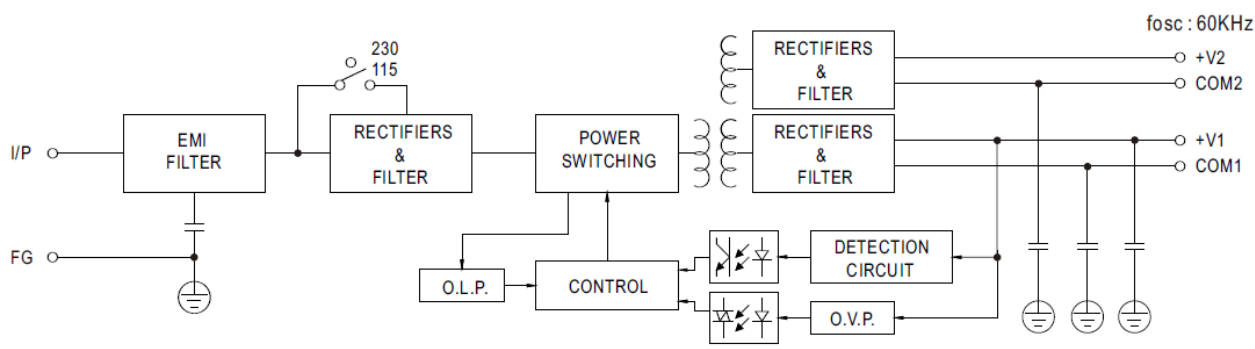 fosc : 60KHz
230
115
RECTIFIERS
&
FILTER
+V2
COM2
I/P
EMI
FILTER
RECTIFIERS
&
FILTER
POWER
SWITCHING
RECTIFIERS
&
FILTER
+V1
COM1
FG
O.L.P.
CONTROL
DETECTION
CIRCUIT
O.V.P.